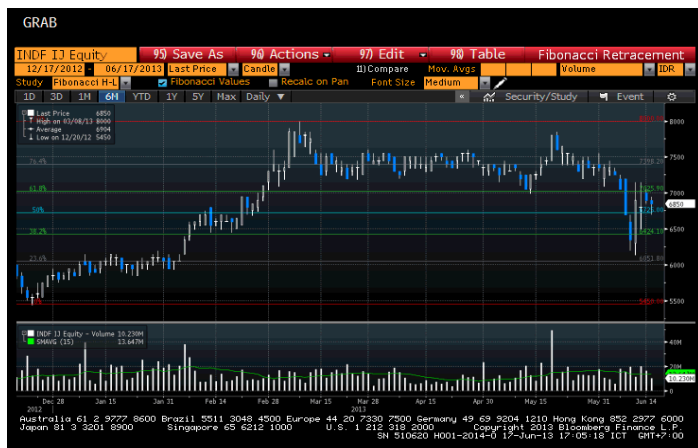 GRAB
INDF IJ Equity 95) Save As 96) Actions 97) Edit 98) Table Fibonacci Retracement
12/17/2012 - 06/17/2013 Last Price Candle 11) Compare Mov. Avgs Volume IDR
Study Fibonacci H-L Fibonacci Values Recalc on Pan Font Size Medium
1D 3D 1M 6M YTD 1Y 5Y Max Daily Security/Study Event
Last Price 6850
High on 03/08/13 8000
Average 6904
Low on 12/20/12 5450
8000
76.4%
7500
61.8%
7000
50%
6850
38.2%
6500
23.6%
6000
5500
INDF IJ Equity - Volume 10.230M
SMAVG (15) 13.647M
40M
20M
10.230M
0
Dec 28 Jan 15 Jan 31 Feb 14 Feb 28 Mar 15 Mar 28 Apr 15 Apr 30 May 15 May 31 Jun 14
2012 2013
Australia 61 2 9777 8600 Brazil 5511 3048 4500 Europe 44 20 7330 7500 Germany 49 69 9204 1210 Hong Kong 852 2977 6000
Japan 81 3 3201 8900 Singapore 65 6212 1000 U.S. 1 212 318 2000 Copyright 2013 Bloomberg Finance L.P.
SN 510620 H001-2014-0 17-Jun-13 17:05:18 ICT GMT+7:00